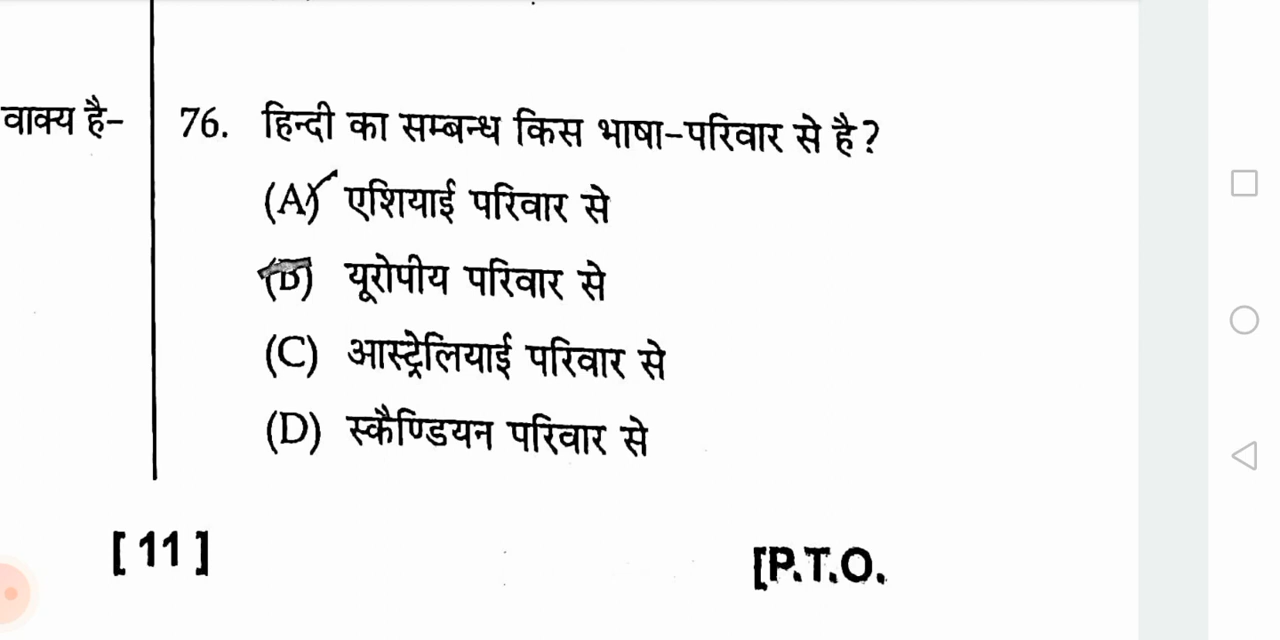 वाक्य है-
76. हिन्दी का सम्बन्ध किस भाषा-परिवार से है?
(A) एशियाई परिवार से
(B) यूरोपीय परिवार से
(C) आस्ट्रेलियाई परिवार से
(D) स्कैण्डियन परिवार से
[ 11 ]
[P.T.O.